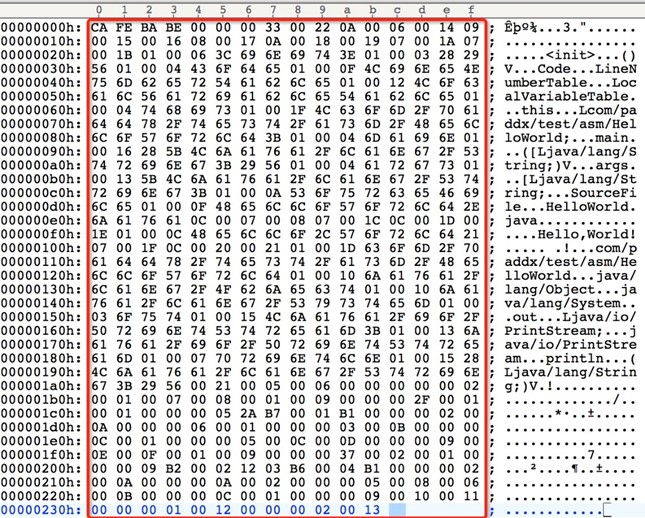 0 1 2 3 4 5 6 7 8 9 a b c d e f
00000000h: CA FE BA BE 00 00 00 33 00 22 0A 00 06 00 14 09 ; Êþº¾...3."......
00000010h: 00 15 00 16 08 00 17 0A 00 18 00 19 07 00 1A 07 ; ................
00000020h: 00 1B 01 00 06 3C 69 6E 69 74 3E 01 00 03 28 29 ; .....<init>...()
00000030h: 56 01 00 04 43 6F 64 65 01 00 0F 4C 69 6E 65 4E ; V...Code...LineN
00000040h: 75 6D 62 65 72 54 61 62 6C 65 01 00 12 4C 6F 63 ; umberTable...Loc
00000050h: 61 6C 56 61 72 69 61 62 6C 65 54 61 62 6C 65 01 ; alVariableTable.
00000060h: 00 04 74 68 69 73 01 00 1F 4C 63 6F 6D 2F 70 61 ; ..this...Lcom/pa
00000070h: 64 64 78 2F 74 65 73 74 2F 61 73 6D 2F 48 65 6C ; ddx/test/asm/Hel
00000080h: 6C 6F 57 6F 72 6C 64 3B 01 00 04 6D 61 69 6E 01 ; loWorld;...main.
00000090h: 00 16 28 5B 4C 6A 61 76 61 2F 6C 61 6E 67 2F 53 ; ..([Ljava/lang/S
000000a0h: 74 72 69 6E 67 3B 29 56 01 00 04 61 72 67 73 01 ; tring;)V...args.
000000b0h: 00 13 5B 4C 6A 61 76 61 2F 6C 61 6E 67 2F 53 74 ; ..[Ljava/lang/St
000000c0h: 72 69 6E 67 3B 01 00 0A 53 6F 75 72 63 65 46 69 ; ring;...SourceFi
000000d0h: 6C 65 01 00 0F 48 65 6C 6C 6F 57 6F 72 6C 64 2E ; le...HelloWorld.
000000e0h: 6A 61 76 61 0C 00 07 00 08 07 00 1C 0C 00 1D 00 ; java............
000000f0h: 1E 01 00 0C 48 65 6C 6C 6F 2C 57 6F 72 6C 64 21 ; ....Hello,World!
00000100h: 07 00 1F 0C 00 20 00 21 01 00 1D 63 6F 6D 2F 70 ; ..... .!...com/p
00000110h: 61 64 64 78 2F 74 65 73 74 2F 61 73 6D 2F 48 65 ; addx/test/asm/He
00000120h: 6C 6C 6F 57 6F 72 6C 64 01 00 10 6A 61 76 61 2F ; lloWorld...java/
00000130h: 6C 61 6E 67 2F 4F 62 6A 65 63 74 01 00 10 6A 61 ; lang/Object...ja
00000140h: 76 61 2F 6C 61 6E 67 2F 53 79 73 74 65 6D 01 00 ; va/lang/System..
00000150h: 03 6F 75 74 01 00 15 4C 6A 61 76 61 2F 69 6F 2F ; .out...Ljava/io/
00000160h: 50 72 69 6E 74 53 74 72 65 61 6D 3B 01 00 13 6A ; PrintStream;...j
00000170h: 61 76 61 2F 69 6F 2F 50 72 69 6E 74 53 74 72 65 ; ava/io/PrintStre
00000180h: 61 6D 01 00 07 70 72 69 6E 74 6C 6E 01 00 15 28 ; am...println...(
00000190h: 4C 6A 61 76 61 2F 6C 61 6E 67 2F 53 74 72 69 6E ; Ljava/lang/Strin
000001a0h: 67 3B 29 56 00 21 00 05 00 06 00 00 00 00 00 02 ; g;)V.!..........
000001b0h: 00 01 00 07 00 08 00 01 00 09 00 00 00 2F 00 01 ; ............./..
000001c0h: 00 01 00 00 00 05 2A B7 00 01 B1 00 00 00 02 00 ; ......*·..±.....
000001d0h: 0A 00 00 00 06 00 01 00 00 00 03 00 0B 00 00 00 ; ................
000001e0h: 0C 00 01 00 00 00 05 00 0C 00 0D 00 00 00 09 00 ; ................
000001f0h: 0E 00 0F 00 01 00 09 00 00 00 37 00 02 00 01 00 ; ..........7.....
00000200h: 00 00 09 B2 00 02 12 03 B6 00 04 B1 00 00 00 02 ; ...²....¶..±....
00000210h: 00 0A 00 00 00 0A 00 02 00 00 00 05 00 08 00 06 ; ................
00000220h: 00 0B 00 00 00 0C 00 01 00 00 00 09 00 10 00 11 ; ................
00000230h: 00 00 00 01 00 12 00 00 00 02 00 13 ; ............